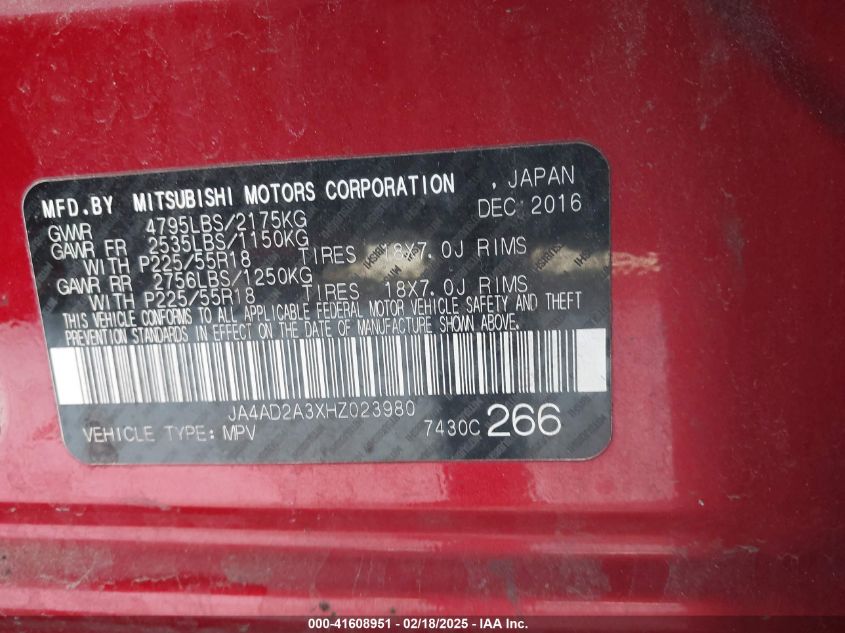 MFD.BY MITSUBISHI MOTORS CORPORATION , JAPAN
GVWR 4795LBS/2175KG DEC 2016
GAWR FR 2535LBS/1150KG
WITH P225/55R18 TIRES 18X7.0J RIMS
GAWR RR 2756LBS/1250KG
WITH P225/55R18 TIRES 18X7.0J RIMS
THIS VEHICLE CONFORMS TO ALL APPLICABLE FEDERAL MOTOR VEHICLE SAFETY AND THEFT
PREVENTION STANDARDS IN EFFECT ON THE DATE OF MANUFACTURE SHOWN ABOVE.
JA4AD2A3XHZ023980
VEHICLE TYPE: MPV 7430C 266
000-41608951 - 02/18/2025 - © IAA Inc.